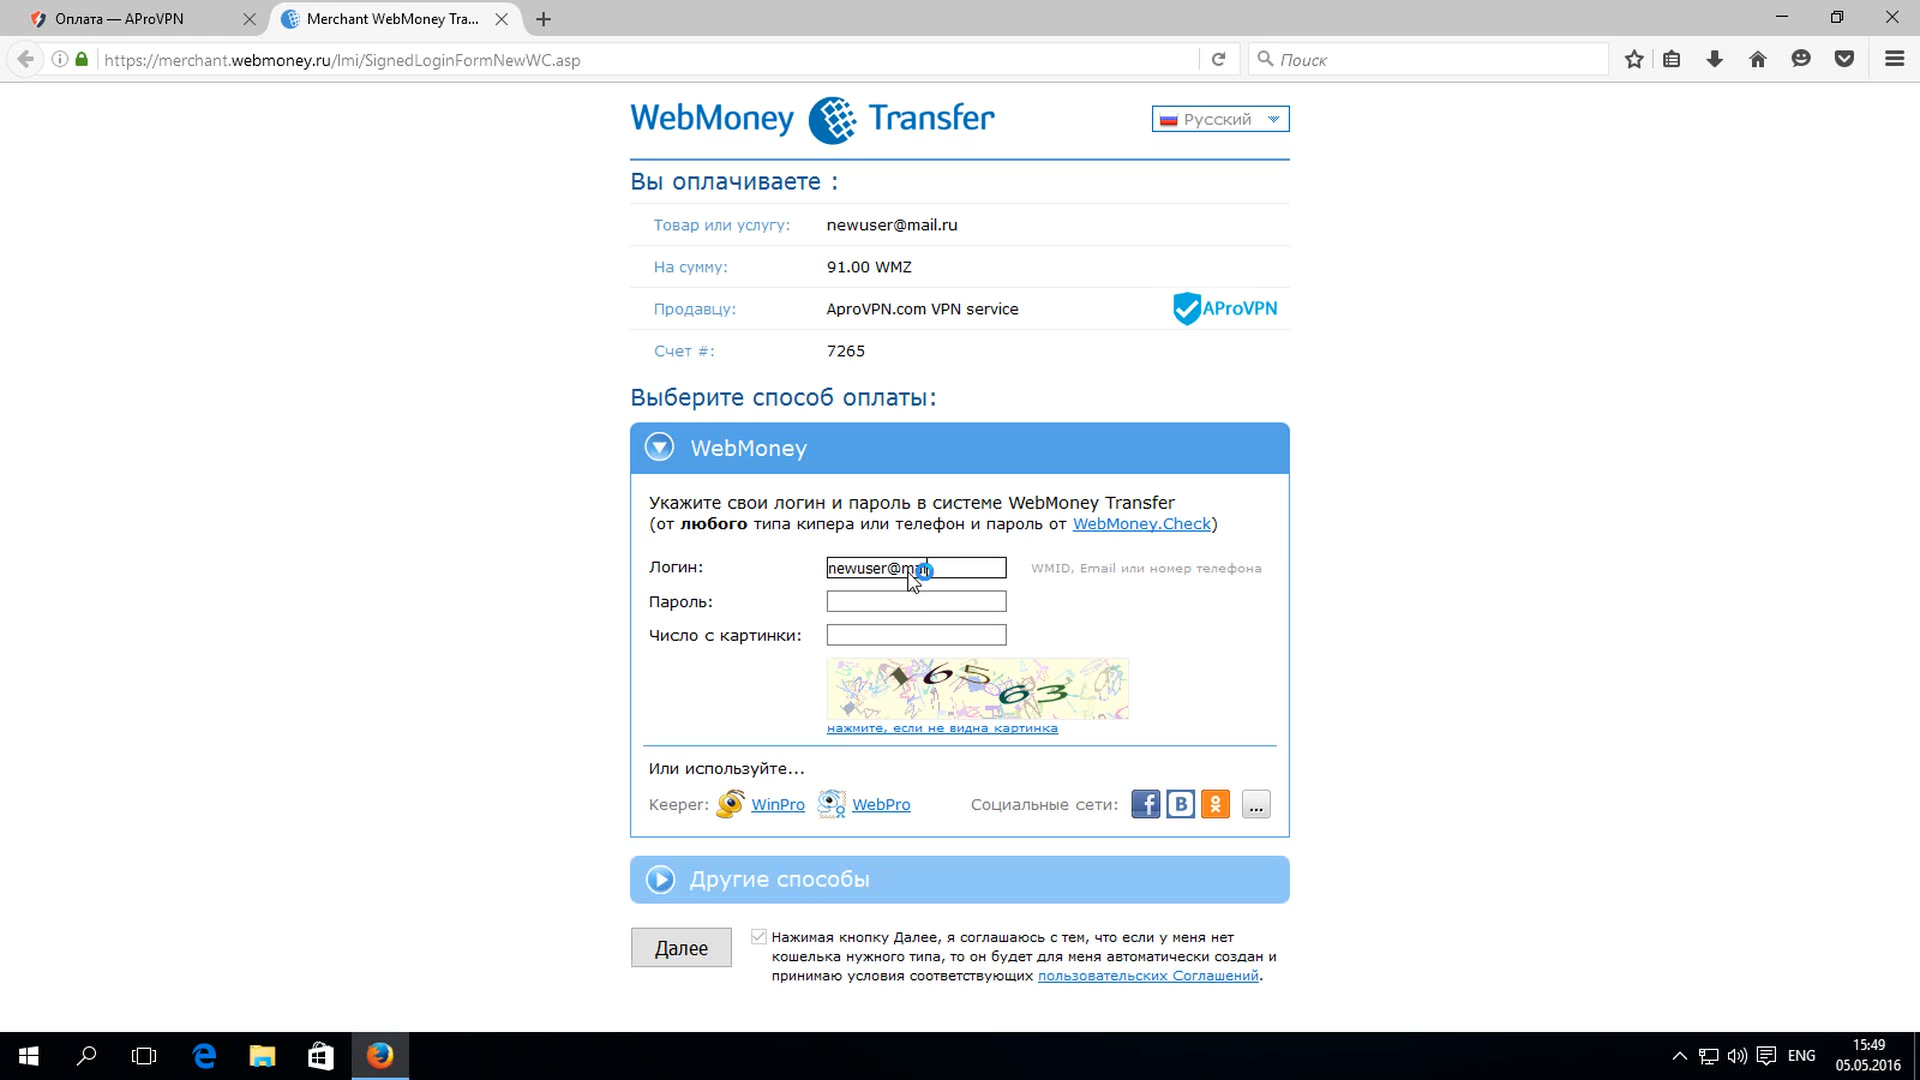 Оплата — AProVPN
Merchant WebMoney Tra...
https://merchant.webmoney.ru/lmi/SignedLoginFormNewWC.asp
Поиск
WebMoney Transfer
Русский
Вы оплачиваете :
Товар или услугу: newuser@mail.ru
На сумму: 91.00 WMZ
Продавцу: AproVPN.com VPN service
AProVPN
Счет #: 7265
Выберите способ оплаты:
WebMoney
Укажите свои логин и пароль в системе WebMoney Transfer
(от любого типа кипера или телефон и пароль от WebMoney.Check)
Логин: newuser@mai WMID, Email или номер телефона
Пароль:
Число с картинки:
16563
нажмите, если не видна картинка
Или используйте...
Keeper: WinPro WebPro Социальные сети: f B ...
Другие способы
Далее
Нажимая кнопку Далее, я соглашаюсь с тем, что если у меня нет
кошелька нужного типа, то он будет для меня автоматически создан и
принимаю условия соответствующих пользовательских Соглашений.
ENG
15:49
05.05.2016